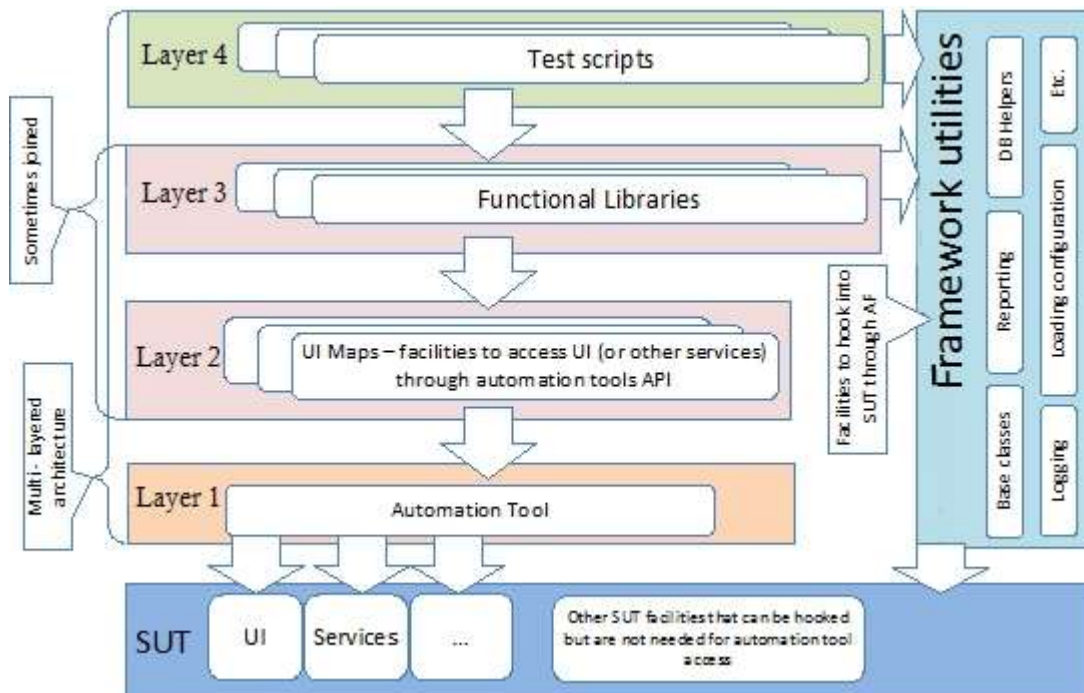 Layer 4
Test scripts
Layer 3
Functional Libraries
Layer 2
UI Maps – facilities to access UI (or other services)
through automation tools API
Layer 1
Automation Tool
SUT
UI
Services
...
Other SUT facilities that can be hooked
but are not needed for automation tool
access
Sometimes joined
Multi - layered
architecture
Facilities to hook into
SUT through AF
Framework utilities
DB Helpers
Reporting
Base classes
Etc.
Loading configuration
Logging